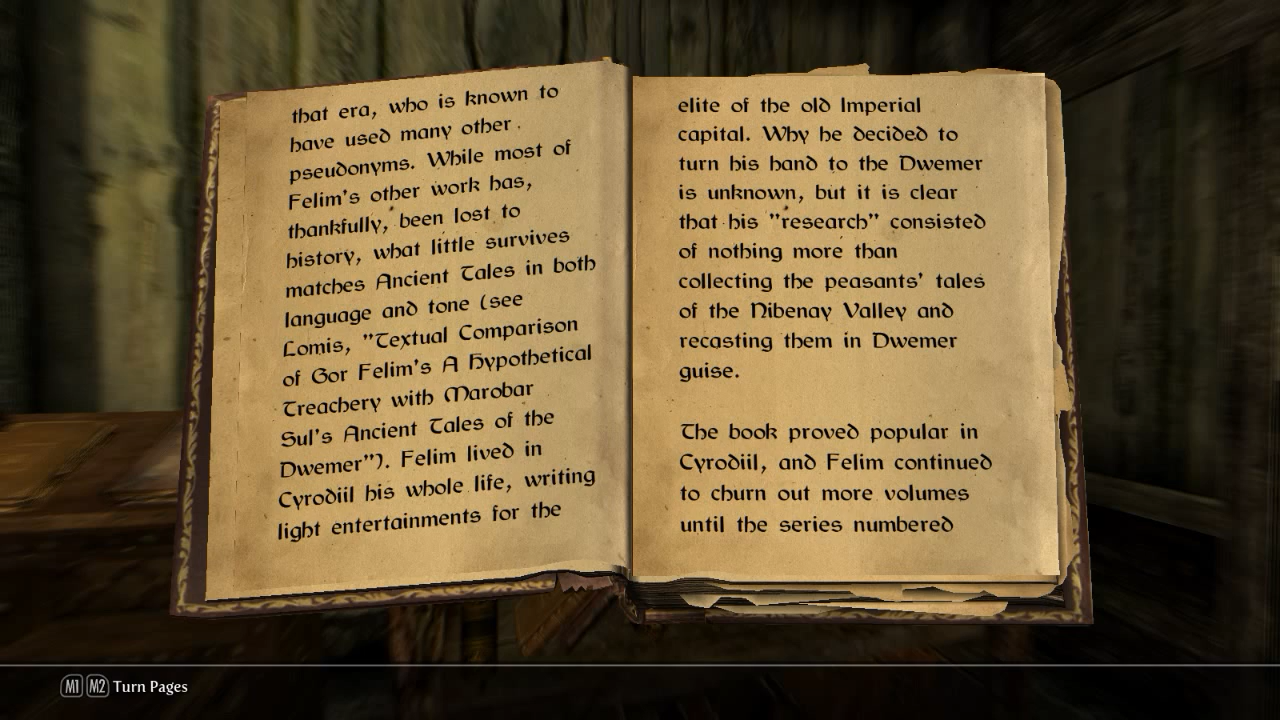 that era, who is known to
have used many other
pseudonyms. While most of
Felim's other work has,
thankfully, been lost to
history, what little survives
matches Ancient Tales in both
language and tone (see
Lomis, "Textual Comparison
of Gor Felim's A Hypothetical
Treachery with Marobar
Sul's Ancient Tales of the
Dwemer"). Felim lived in
Cyrodiil his whole life, writing
light entertainments for the
elite of the old Imperial
capital. Why he decided to
turn his hand to the Dwemer
is unknown, but it is clear
that his "research" consisted
of nothing more than
collecting the peasants' tales
of the Nibenay Valley and
recasting them in Dwemer
guise.
The book proved popular in
Cyrodiil, and Felim continued
to churn out more volumes
until the series numbered
M1 M2 Turn Pages